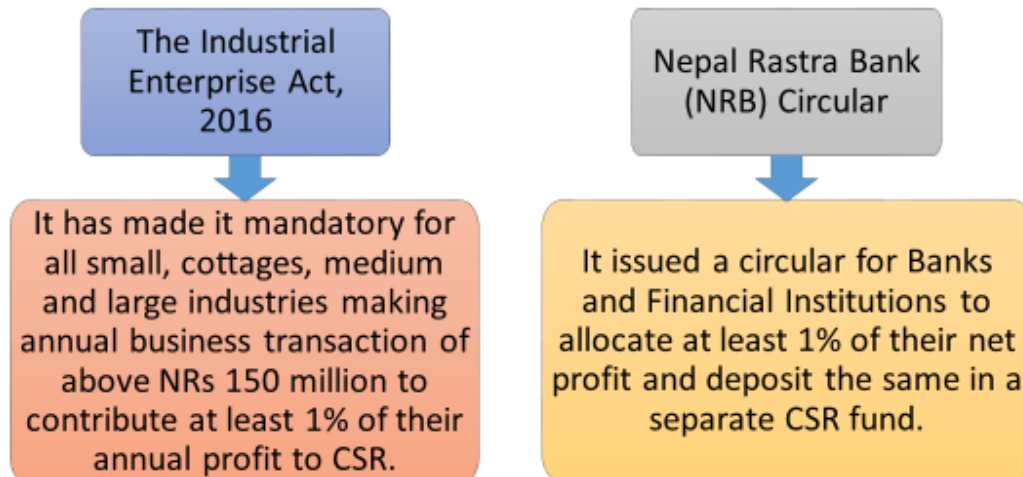 The Industrial
Enterprise Act,
2016
It has made it mandatory for
all small, cottages, medium
and large industries making
annual business transaction of
above NRs 150 million to
contribute at least 1% of their
annual profit to CSR.
Nepal Rastra Bank
(NRB) Circular
It issued a circular for Banks
and Financial Institutions to
allocate at least 1% of their net
profit and deposit the same in a
separate CSR fund.